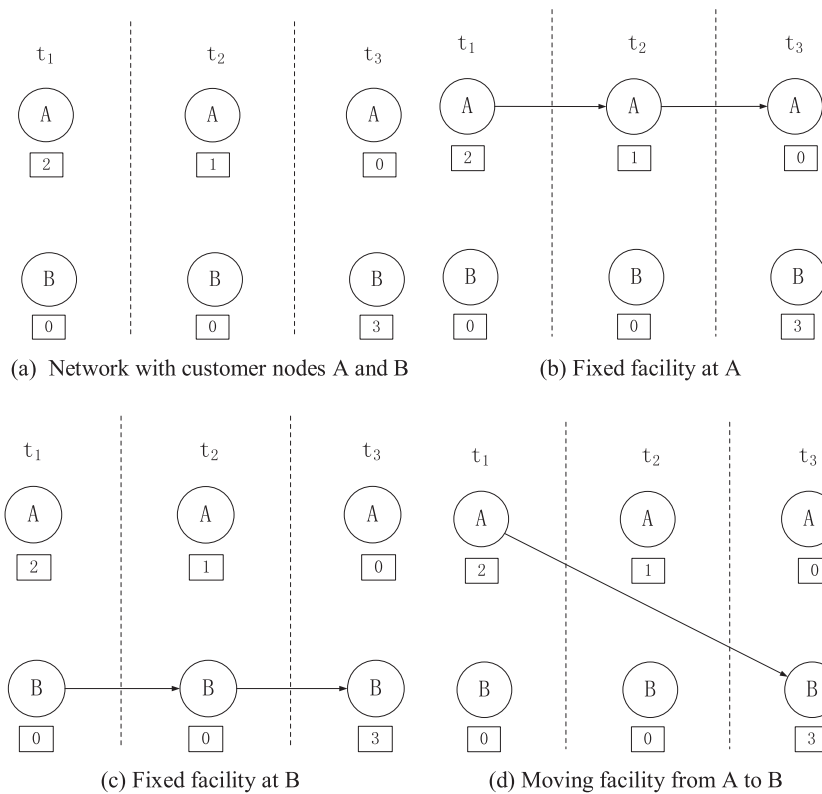 t₁ t₂ t₃
A A A
2 1 0
B B B
0 0 3
(a) Network with customer nodes A and B
t₁ t₂ t₃
A A A
2 1 0
B B B
0 0 3
(b) Fixed facility at A
t₁ t₂ t₃
A A A
2 1 0
B B B
0 0 3
(c) Fixed facility at B
t₁ t₂ t₃
A A A
2 1 0
B B B
0 0 3
(d) Moving facility from A to B